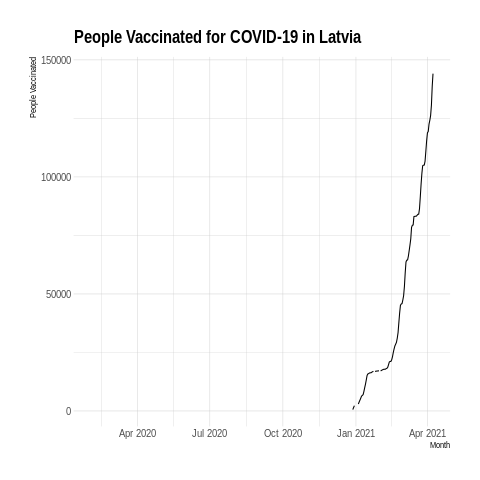 People Vaccinated for COVID-19 in Latvia
People Vaccinated
150000
100000
50000
0
Apr 2020 Jul 2020 Oct 2020 Jan 2021 Apr 2021
Month